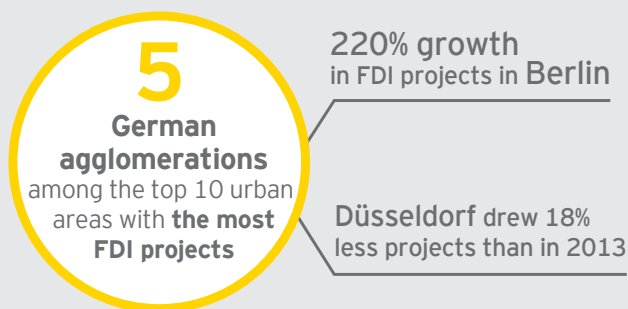 5
German
agglomerations
among the top 10 urban
areas with the most
FDI projects
220% growth
in FDI projects in Berlin
Düsseldorf drew 18%
less projects than in 2013